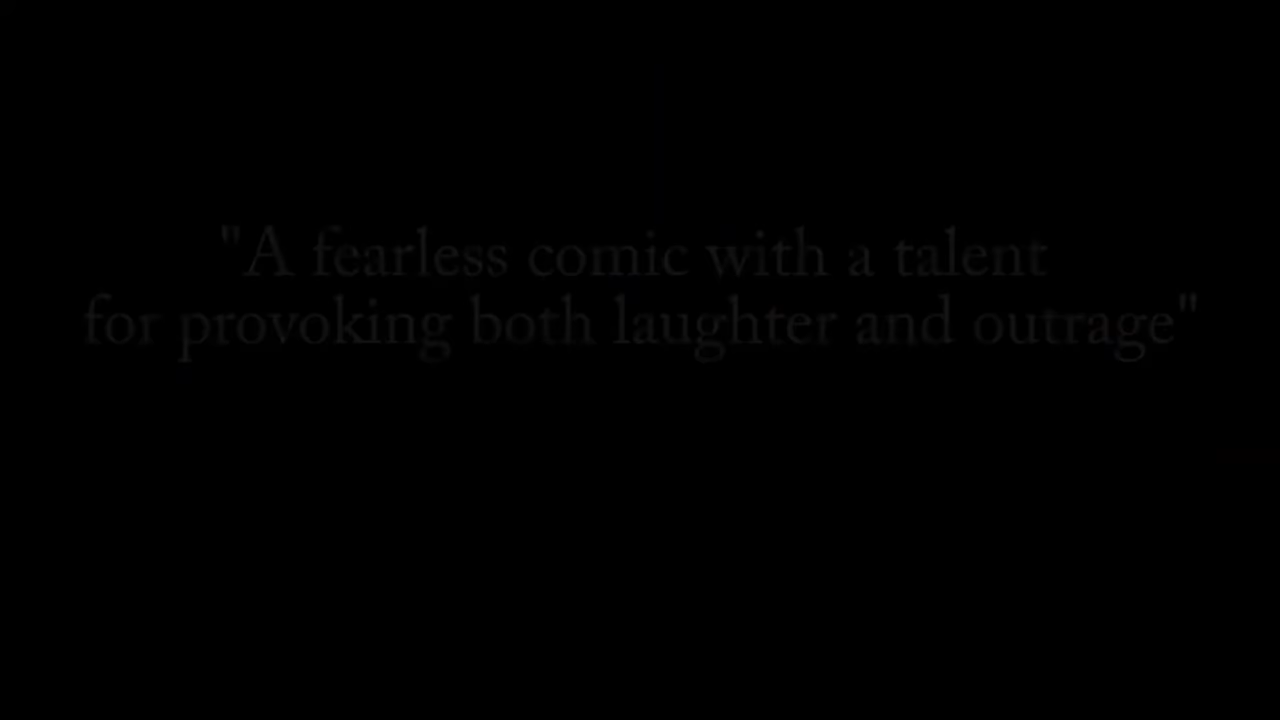 "A fearless comic with a talent
for provoking both laughter and outrage"